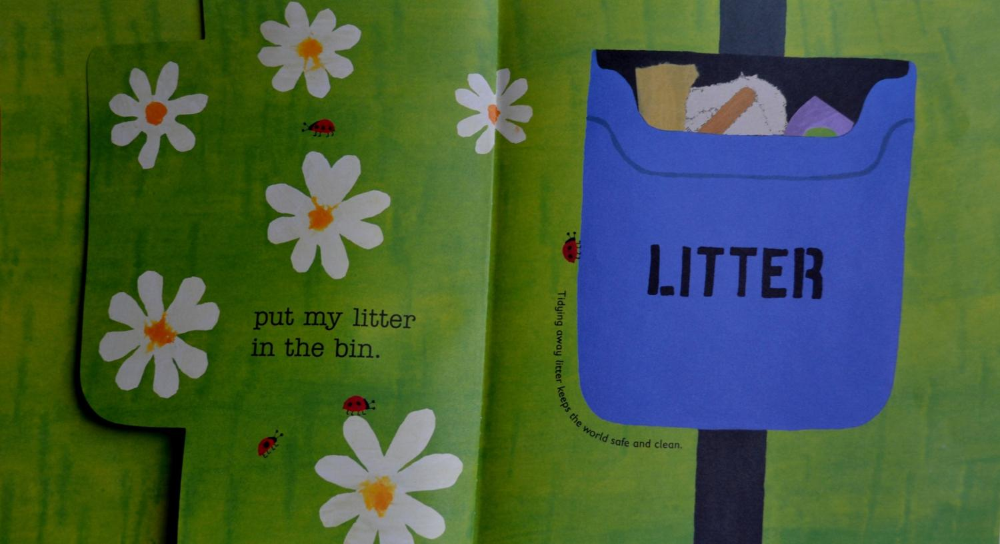 put my litter
in the bin.
LITTER
Tidying away litter keeps the world safe and clean.